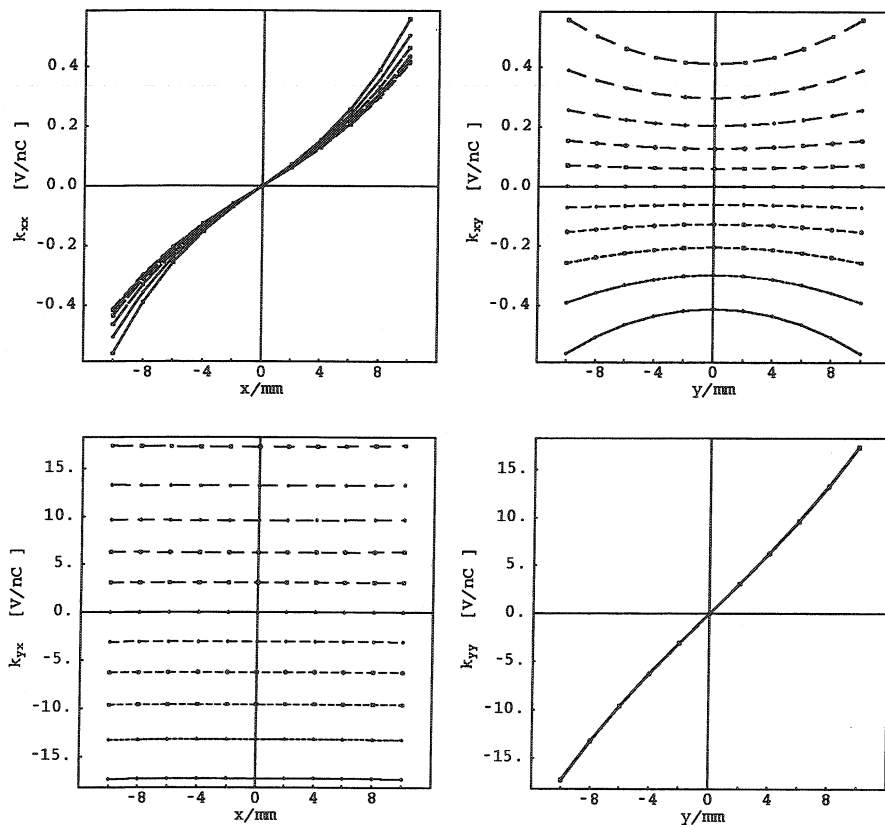 0.4
0.2
0.0
-0.2
-0.4
k_xx [V/nC ]
-8 -4 0 4 8
x/mm
0.4
0.2
0.0
-0.2
-0.4
k_xy [V/nC ]
-8 -4 0 4 8
y/mm
15.
10.
5.
0.
-5.
-10.
-15.
k_yx [V/nC ]
-8 -4 0 4 8
x/mm
15.
10.
5.
0.
-5.
-10.
-15.
k_yy [V/nC ]
-8 -4 0 4 8
y/mm